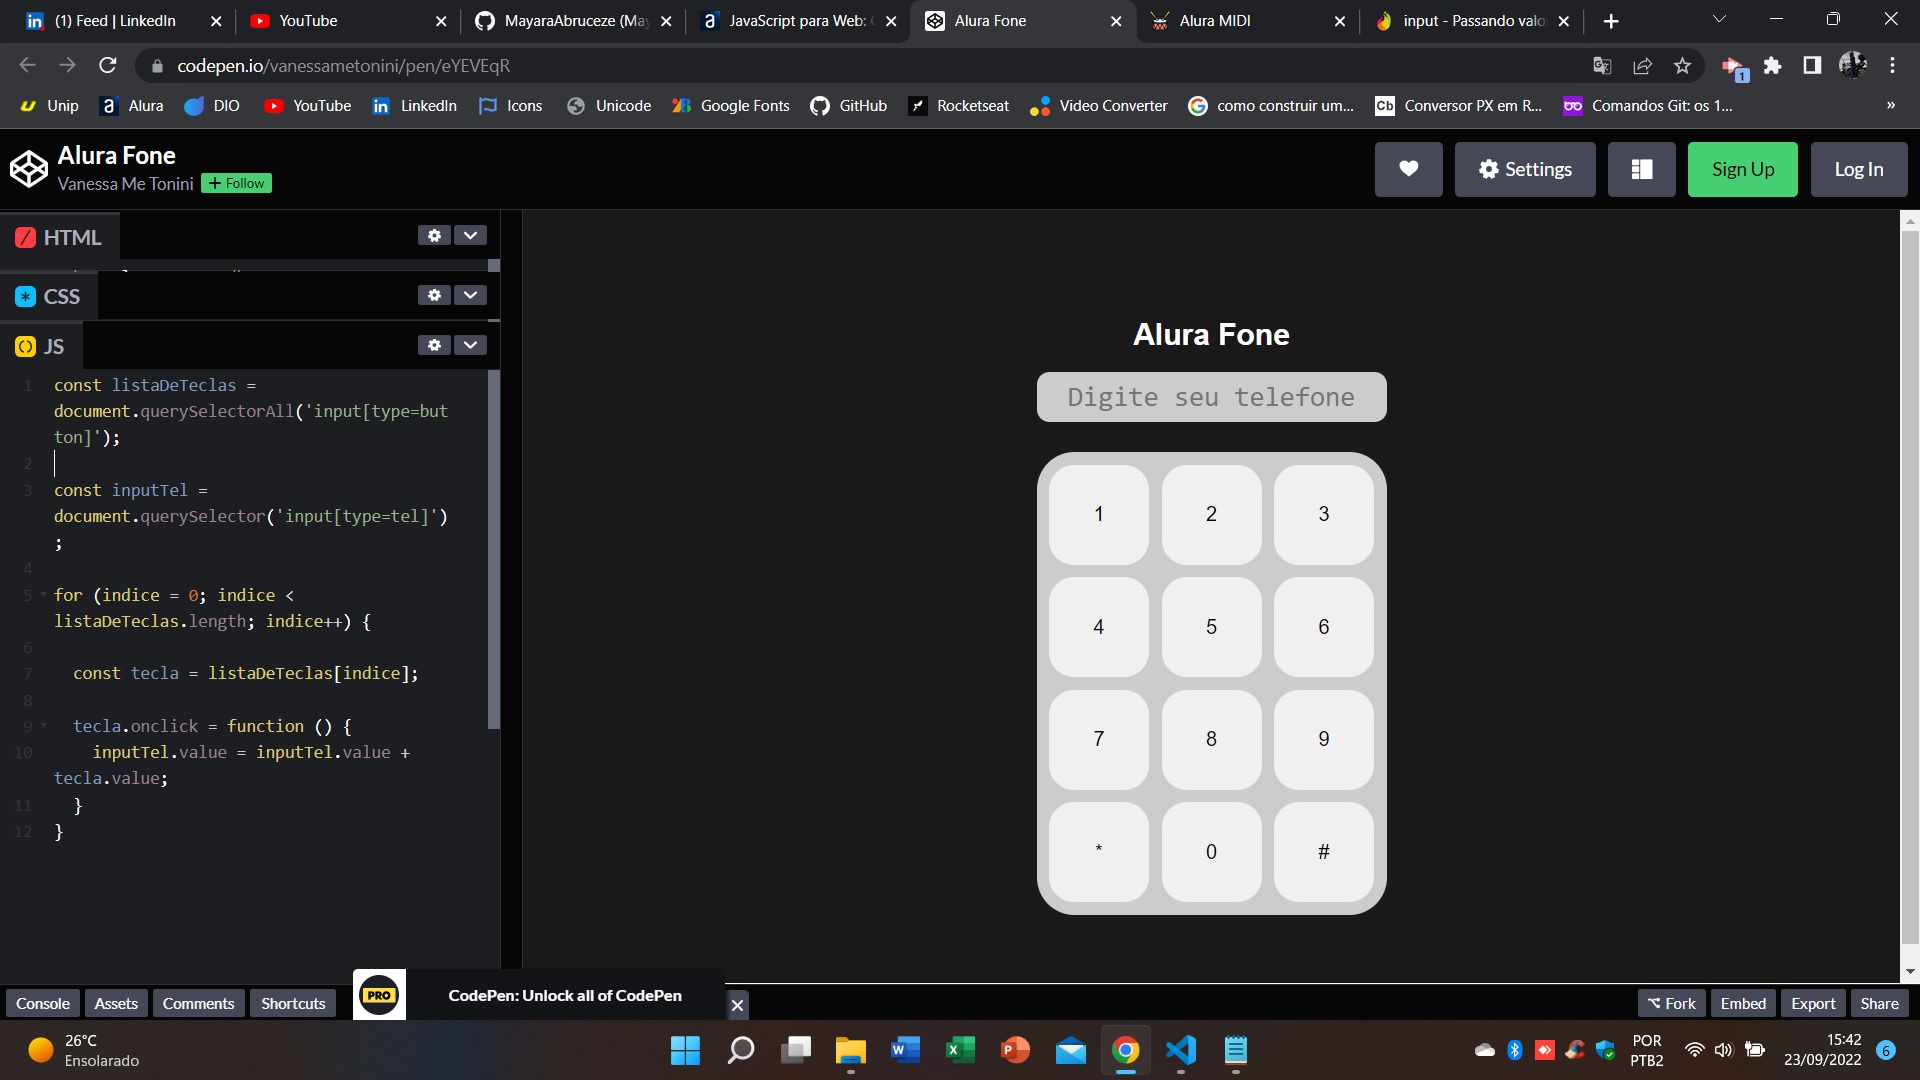 (1) Feed | LinkedIn
YouTube
MayaraAbruceze (May
JavaScript para Web:
Alura Fone
Alura MIDI
input - Passando valo
codepen.io/vanessametonini/pen/eYEVEqR
1
Unip
Alura
DIO
YouTube
LinkedIn
Icons
Unicode
Google Fonts
GitHub
Rocketseat
Video Converter
como construir um...
Conversor PX em R...
Comandos Git: os 1...
»
Alura Fone
Vanessa Me Tonini
+ Follow
Settings
Sign Up
Log In
HTML
CSS
JS
1 const listaDeTeclas =
document.querySelectorAll('input[type=but
ton]');
2
3 const inputTel =
document.querySelector('input[type=tel]')
;
4
5 for (indice = 0; indice <
listaDeTeclas.length; indice++) {
6
7 const tecla = listaDeTeclas[indice];
8
9 tecla.onclick = function () {
10 inputTel.value = inputTel.value +
tecla.value;
11 }
12 }
Alura Fone
Digite seu telefone
1 2 3
4 5 6
7 8 9
* 0 #
Console
Assets
Comments
Shortcuts
PRO
CodePen: Unlock all of CodePen
Fork
Embed
Export
Share
26°C
Ensolarado
POR
PTB2
15:42
23/09/2022
6